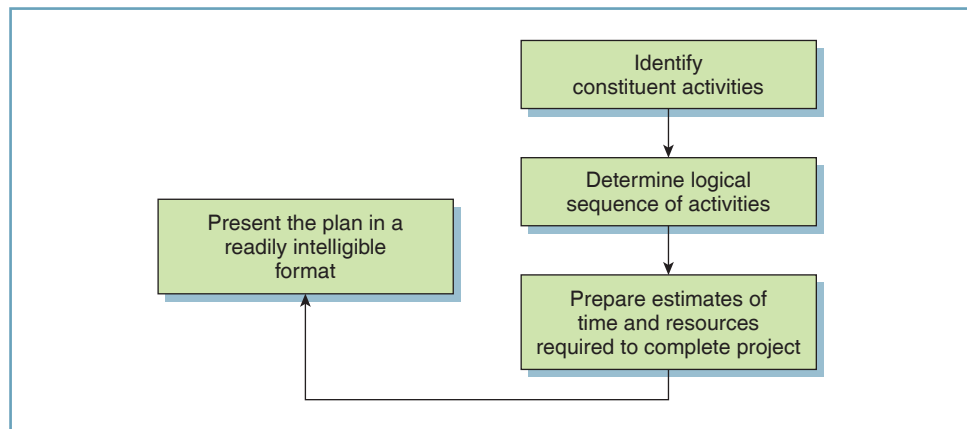 Identify
constituent activities
Determine logical
sequence of activities
Prepare estimates of
time and resources
required to complete project
Present the plan in a
readily intelligible
format